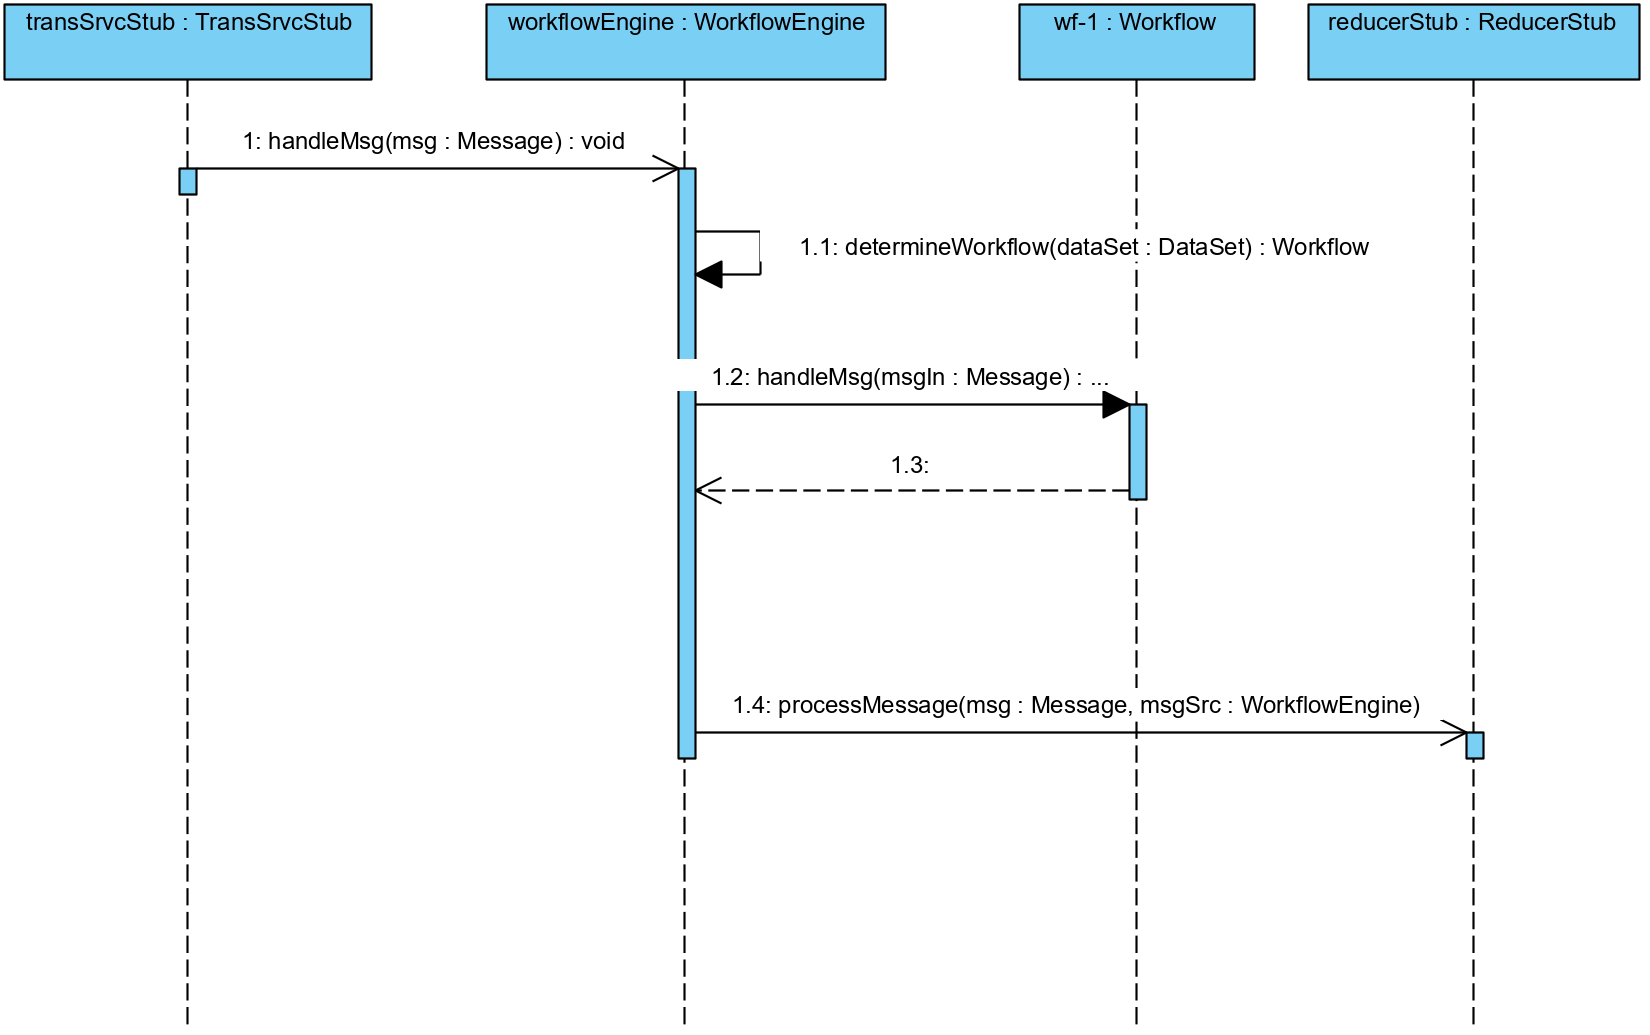 transSrvcStub : TransSrvcStub
workflowEngine : WorkflowEngine
wf-1 : Workflow
reducerStub : ReducerStub
1: handleMsg(msg : Message) : void
1.1: determineWorkflow(dataSet : DataSet) : Workflow
1.2: handleMsg(msgIn : Message) : ...
1.3:
1.4: processMessage(msg : Message, msgSrc : WorkflowEngine)